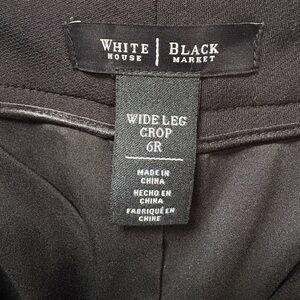 WHITE | BLACK
HOUSE | MARKET
WIDE LEG
CROP
6R
MADE IN
CHINA
HECHO EN
CHINA
FABRIQUÉ EN
CHINE